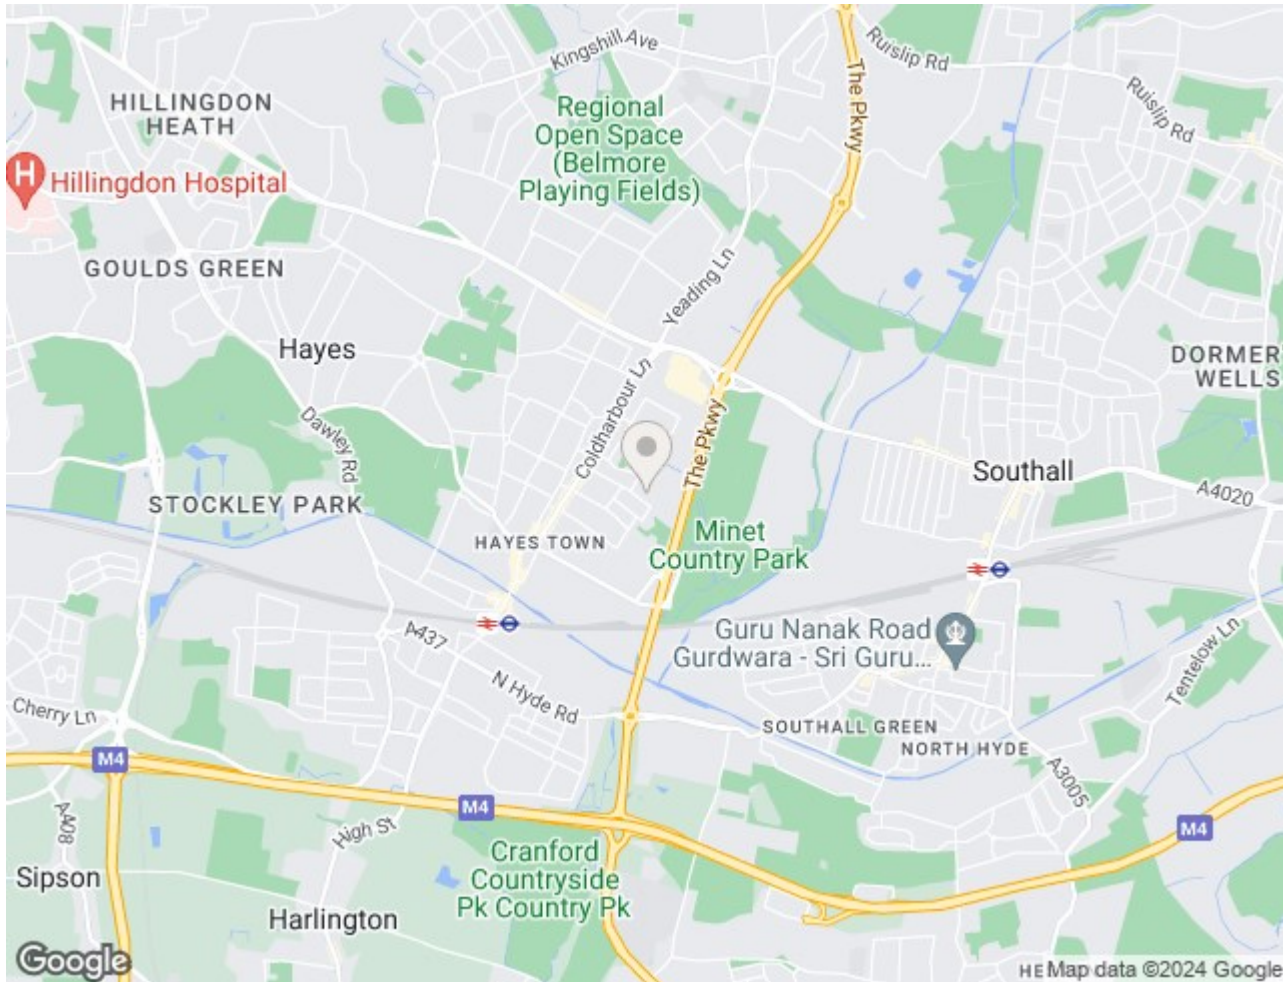 Kingshill Ave
Ruislip Rd
The Pkwy
Ruislip Rd
HILLINGDON
HEATH
Regional
Open Space
(Belmore
Playing Fields)
H
Hillingdon Hospital
GOULDS GREEN
Yeading Ln
Hayes
DORMER
WELLS
Coldharbour Ln
Dawley Rd
The Pkwy
Southall
A4020
STOCKLEY PARK
HAYES TOWN
Minet
Country Park
A437
Guru Nanak Road
Gurdwara - Sri Guru...
Tentelow Ln
N Hyde Rd
Cherry Ln
SOUTHALL GREEN
NORTH HYDE
M4
A3005
M4
M4
A408
High St
Cranford
Countryside
Pk Country Pk
Sipson
Harlington
Google
HE
Map data ©2024 Google